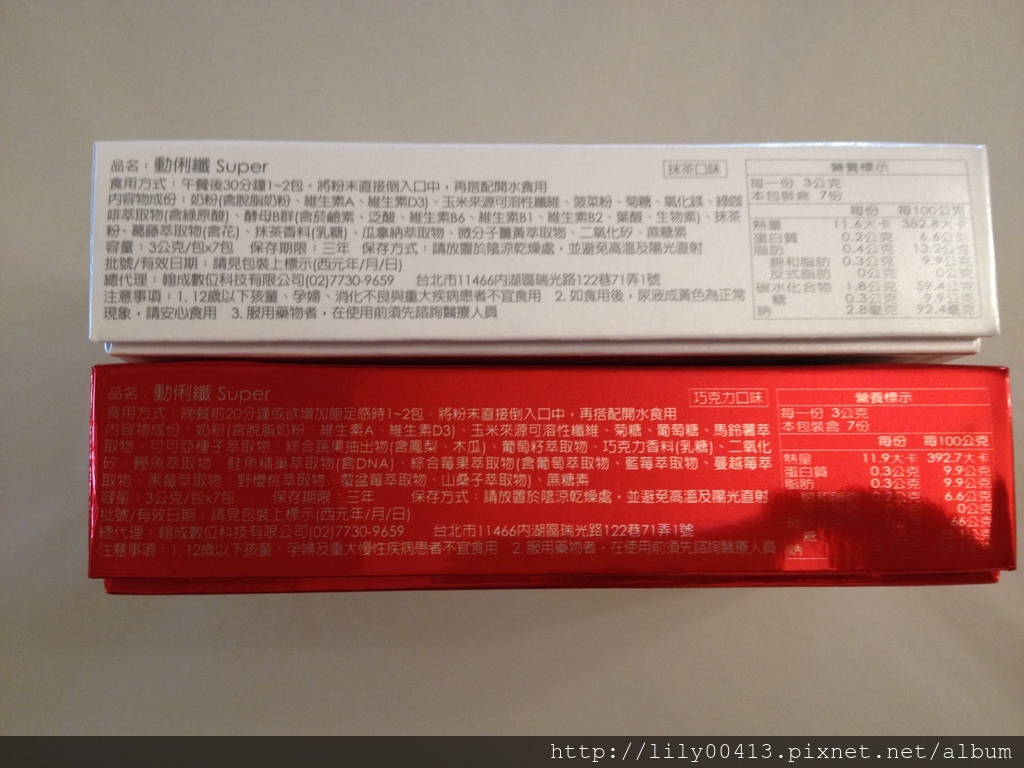 品名：動俐纖 Super
抹茶口味
食用方式：午餐後30分鐘1~2包。將粉末直接倒入口中，再搭配開水食用
內容物成份：奶粉(含脫脂奶粉、維生素A、維生素D3)、玉米來源可溶性纖維、菠菜粉、菊糖、氧化鎂、綠咖
啡萃取物(含綠原酸)、酵母B群(含菸鹼素、泛酸、維生素B6、維生素B1、維生素B2、葉酸、生物素)、抹茶
粉、葛藤萃取物(含花)、抹茶香料(乳糖)、瓜拿納萃取物、微分子薑黃萃取物、二氧化矽、蔗糖素
容量：3公克/包x7包 保存期限：三年 保存方式：請放置於陰涼乾燥處，並避免高溫及陽光直射
批號/有效日期：請見包裝上標示(西元年/月/日)
總代理：翰成數位科技有限公司(02)7730-9659 台北市11466內湖區瑞光路122巷71弄1號
注意事項：1. 12歲以下孩童、孕婦、消化不良與重大疾病患者不宜食用 2. 如食用後，尿液成黃色為正常
現象，請安心食用 3. 服用藥物者，在使用前須先諮詢醫療人員
營養標示
每一份 3公克
本包裝含 7份
每份 每100公克
熱量 11.6大卡 382.8大卡
蛋白質 0.2公克 6.6公克
脂肪 0.4公克 13.2公克
飽和脂肪 0.3公克 9.9公克
反式脂肪 0公克 0公克
碳水化合物 1.8公克 59.4公克
糖 0.3公克 9.9公克
鈉 2.8毫克 92.4毫克
品名：動俐纖 Super
巧克力口味
食用方式：晚餐前20分鐘或欲增加飽足感時1~2包。將粉末直接倒入口中，再搭配開水食用
內容物成份：奶粉(含脫脂奶粉、維生素A、維生素D3)、玉米來源可溶性纖維、菊糖、葡萄糖、馬鈴薯萃
取物、可可亞種子萃取物、綜合蔬果抽出物(含鳳梨、木瓜)、葡萄籽萃取物、巧克力香料(乳糖)、二氧化
矽、鰹魚萃取物、鮭魚精巢萃取物(含DNA)、綜合莓果萃取物(含葡萄萃取物、藍莓萃取物、蔓越莓萃
取物、黑莓萃取物、野櫻桃萃取物、覆盆莓萃取物、山桑子萃取物)、蔗糖素
容量：3公克/包x7包 保存期限：三年 保存方式：請放置於陰涼乾燥處，並避免高溫及陽光直射
批號/有效日期：請見包裝上標示(西元年/月/日)
總代理：翰成數位科技有限公司(02)7730-9659 台北市11466內湖區瑞光路122巷71弄1號
注意事項：1. 12歲以下孩童、孕婦及重大慢性疾病患者不宜食用 2. 服用藥物者，在使用前須先諮詢醫療人員
營養標示
每一份 3公克
本包裝含 7份
每份 每100公克
熱量 11.9大卡 392.7大卡
蛋白質 0.3公克 9.9公克
脂肪 0.3公克 9.9公克
飽和脂肪 0.2公克 6.6公克
0公克
66公克
糖
鈉
http://lily00413.pixnet.net/album